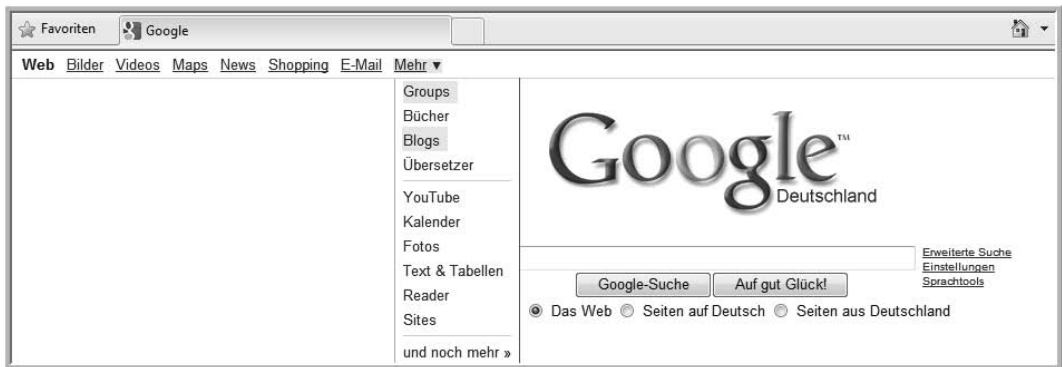 Favoriten Google
Web Bilder Videos Maps News Shopping E-Mail Mehr ▼
Groups
Bücher
Blogs
Übersetzer
YouTube
Kalender
Fotos
Text & Tabellen
Reader
Sites
und noch mehr »
Google™
Deutschland
Erweiterte Suche
Einstellungen
Sprachtools
Google-Suche Auf gut Glück!
Das Web Seiten auf Deutsch Seiten aus Deutschland